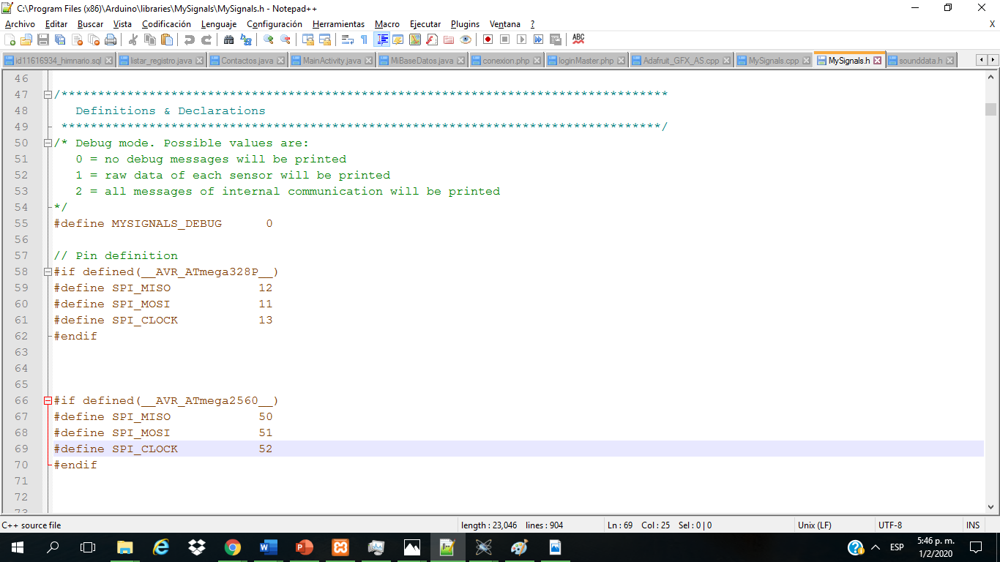 C:\Program Files (x86)\Arduino\libraries\MySignals\MySignals.h - Notepad++
Archivo Editar Buscar Vista Codificación Lenguaje Configuración Herramientas Macro Ejecutar Plugins Ventana ? X
id11616934_himnario.sql listar_registro.java Contactos.java MainActivity.java MiBaseDatos.java conexion.php loginMaster.php Adafruit_GFX_AS.cpp MySignals.cpp MySignals.h sounddata.h
46
47 /***********************************************************************************
48 Definitions & Declarations
49 **********************************************************************************/
50 /* Debug mode. Possible values are:
51 0 = no debug messages will be printed
52 1 = raw data of each sensor will be printed
53 2 = all messages of internal communication will be printed
54 */
55 #define MYSIGNALS_DEBUG 0
56
57 // Pin definition
58 #if defined(__AVR_ATmega328P__)
59 #define SPI_MISO 12
60 #define SPI_MOSI 11
61 #define SPI_CLOCK 13
62 #endif
63
64
65
66 #if defined(__AVR_ATmega2560__)
67 #define SPI_MISO 50
68 #define SPI_MOSI 51
69 #define SPI_CLOCK 52
70 #endif
71
72
73
C++ source file length : 23,046 lines : 904 Ln : 69 Col : 25 Sel : 0 | 0 Unix (LF) UTF-8 INS
ESP 5:46 p. m.
1/2/2020